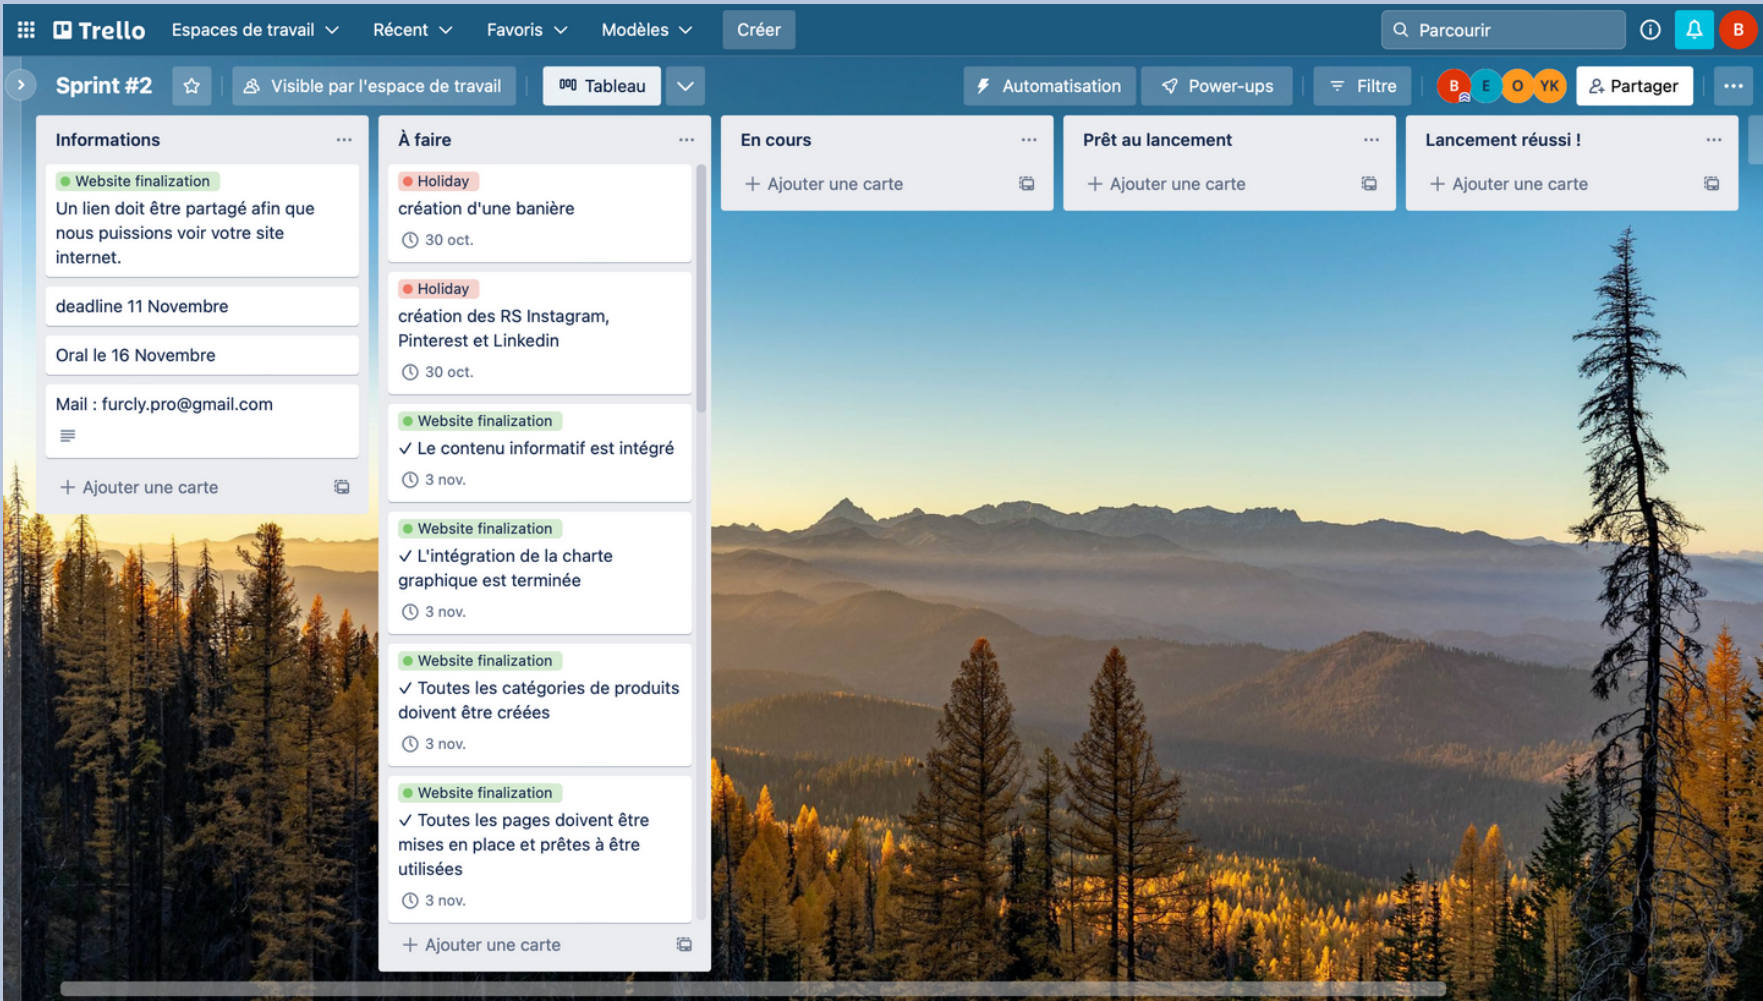 Trello Espaces de travail Récent Favoris Modèles Créer Parcourir B
Sprint #2 Visible par l'espace de travail Tableau Automatisation Power-ups Filtre B E O YK Partager
Informations
Website finalization
Un lien doit être partagé afin que
nous puissions voir votre site
internet.
deadline 11 Novembre
Oral le 16 Novembre
Mail : furcly.pro@gmail.com
+ Ajouter une carte
À faire
Holiday
création d'une banière
30 oct.
Holiday
création des RS Instagram,
Pinterest et Linkedin
30 oct.
Website finalization
✓ Le contenu informatif est intégré
3 nov.
Website finalization
✓ L'intégration de la charte
graphique est terminée
3 nov.
Website finalization
✓ Toutes les catégories de produits
doivent être créées
3 nov.
Website finalization
✓ Toutes les pages doivent être
mises en place et prêtes à être
utilisées
3 nov.
+ Ajouter une carte
En cours
+ Ajouter une carte
Prêt au lancement
+ Ajouter une carte
Lancement réussi !
+ Ajouter une carte